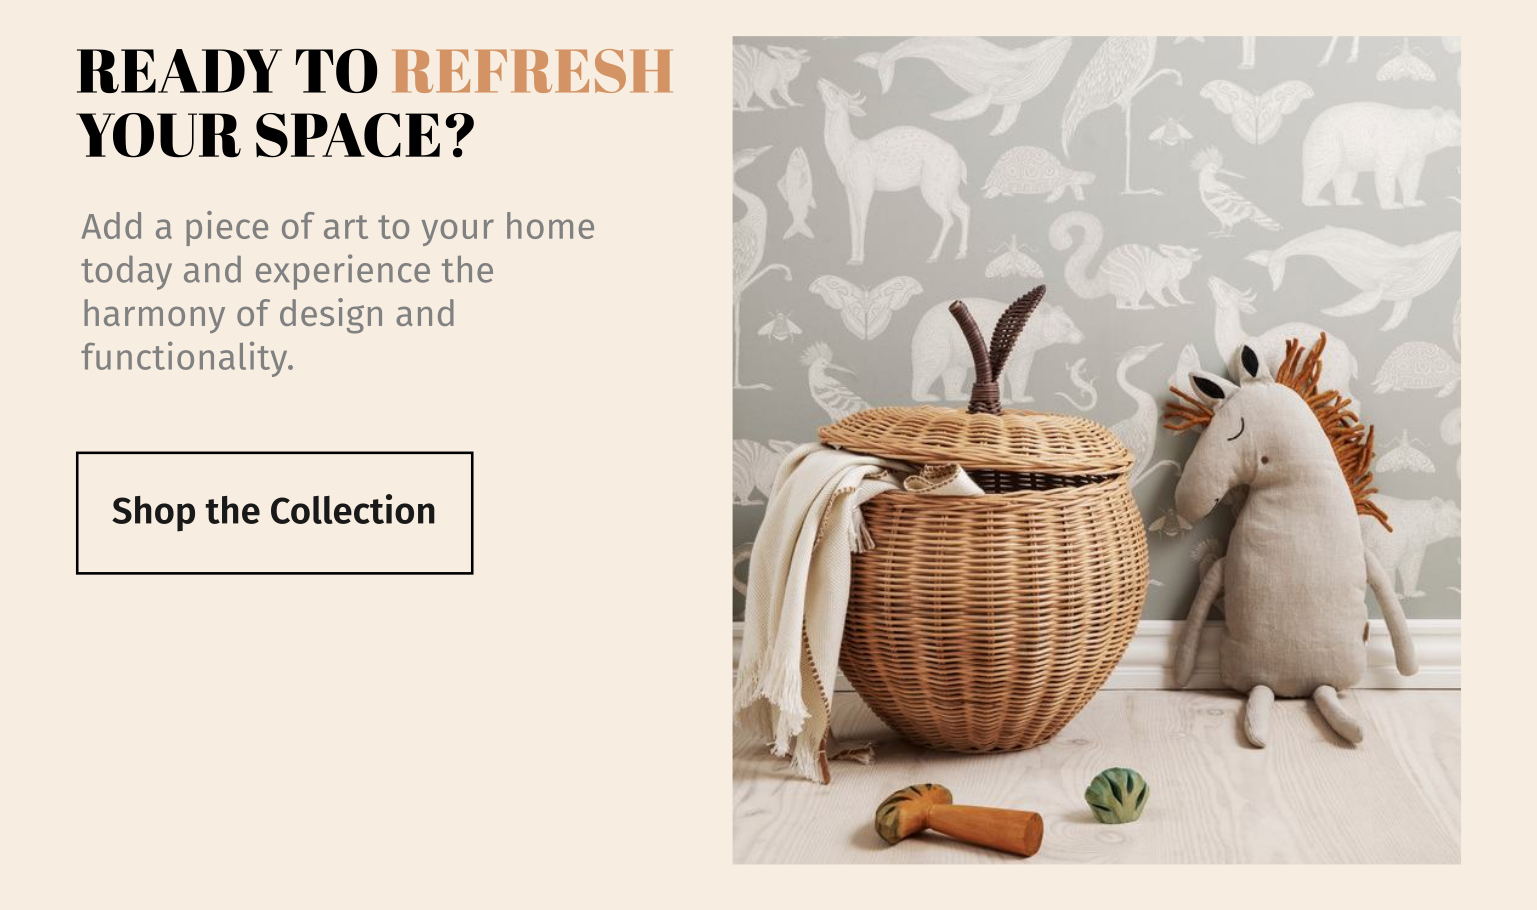 READY TO REFRESH
YOUR SPACE?
Add a piece of art to your home
today and experience the
harmony of design and
functionality.
Shop the Collection